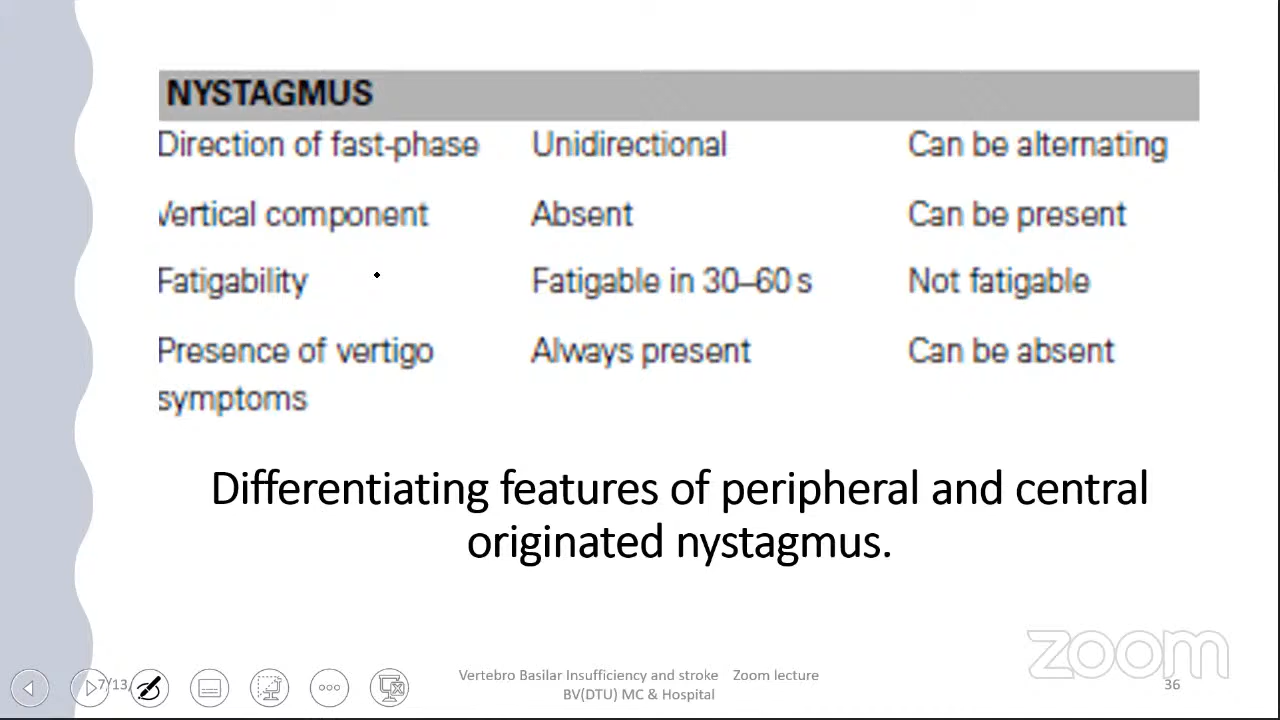 NYSTAGMUS
Direction of fast-phase Unidirectional Can be alternating
Vertical component Absent Can be present
Fatigability Fatigable in 30–60 s Not fatigable
Presence of vertigo Always present Can be absent
symptoms
Differentiating features of peripheral and central
originated nystagmus.
zoom
7/13/
Vertebro Basilar Insufficiency and stroke Zoom lecture
BV(DTU) MC & Hospital
36